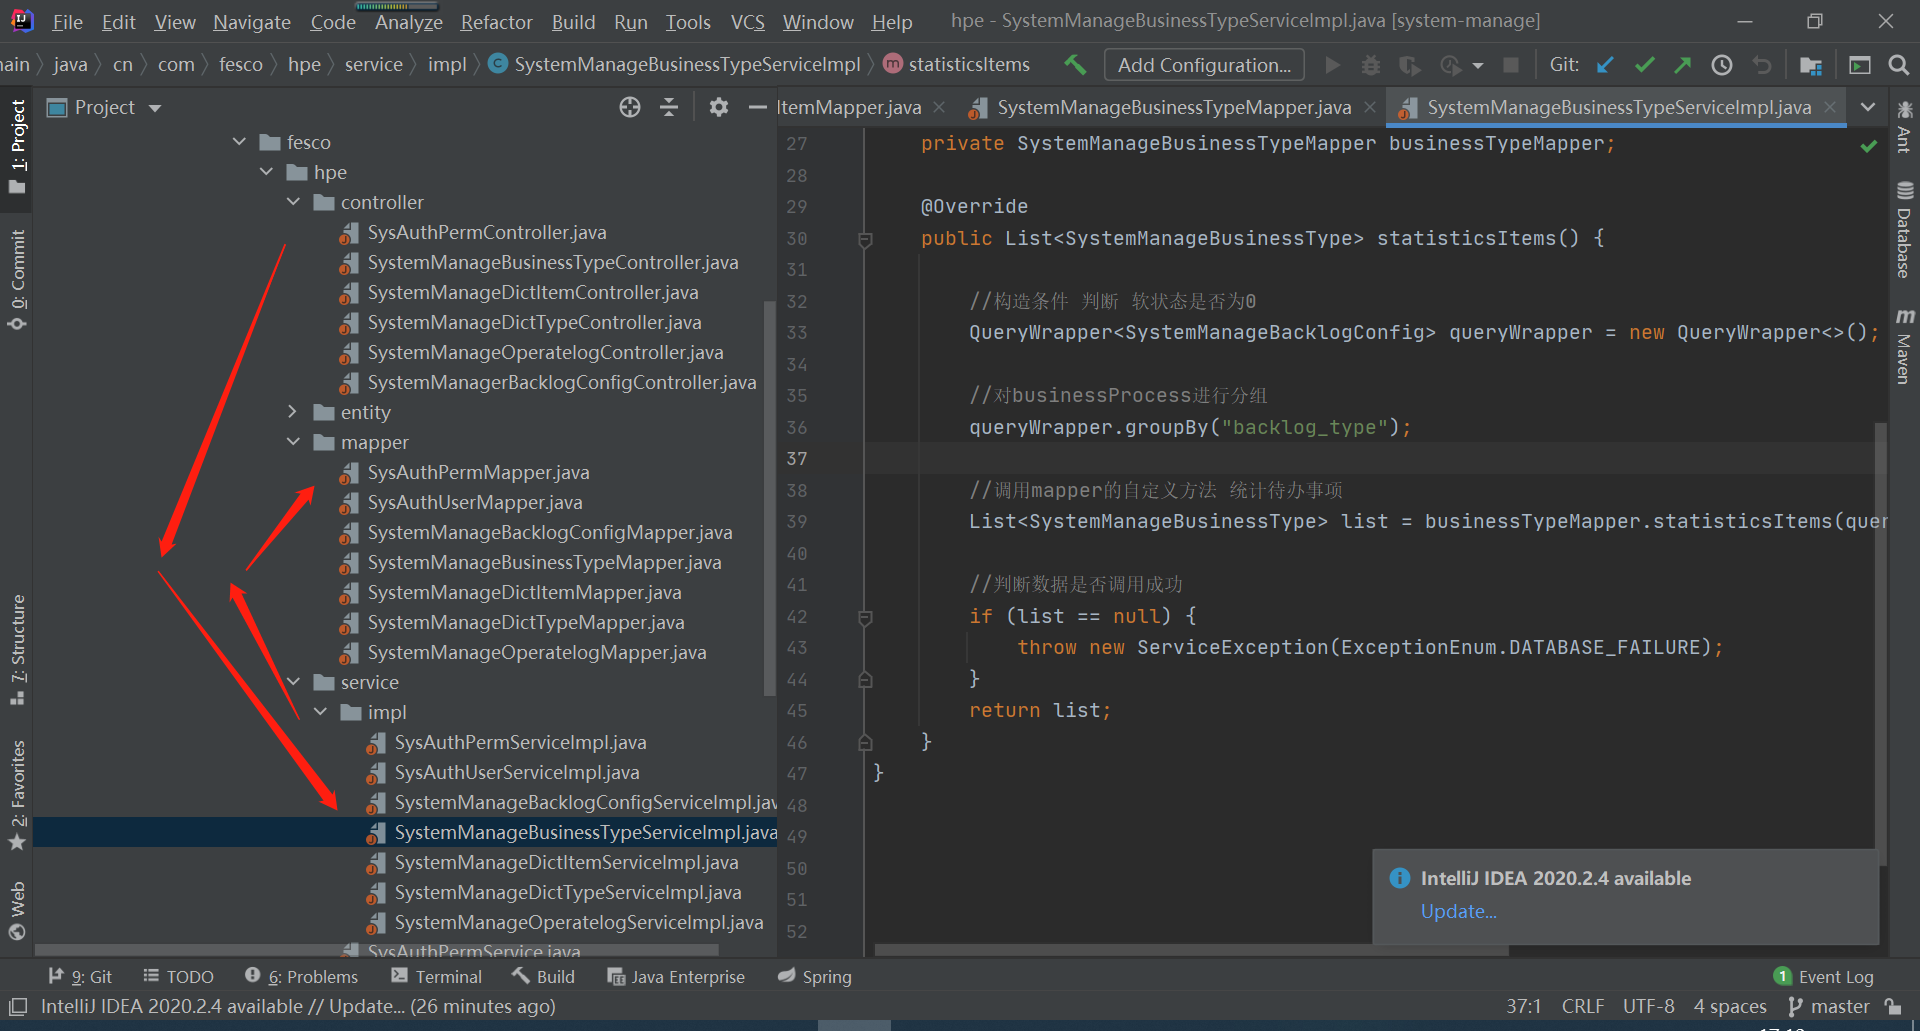 File Edit View Navigate Code Analyze Refactor Build Run Tools VCS Window Help hpe - SystemManageBusinessTypeServiceImpl.java [system-manage]
java cn com fesco hpe service impl SystemManageBusinessTypeServiceImpl statisticsItems Add Configuration... Git:
Project
ItemMapper.java SystemManageBusinessTypeMapper.java SystemManageBusinessTypeServiceImpl.java
1: Project
0: Commit
7: Structure
2: Favorites
Web
fesco
hpe
controller
SysAuthPermController.java
SystemManageBusinessTypeController.java
SystemManageDictItemController.java
SystemManageDictTypeController.java
SystemManageOperatelogController.java
SystemManagerBacklogConfigController.java
entity
mapper
SysAuthPermMapper.java
SysAuthUserMapper.java
SystemManageBacklogConfigMapper.java
SystemManageBusinessTypeMapper.java
SystemManageDictItemMapper.java
SystemManageDictTypeMapper.java
SystemManageOperatelogMapper.java
service
impl
SysAuthPermServiceImpl.java
SysAuthUserServiceImpl.java
SystemManageBacklogConfigServiceImpl.jav
SystemManageBusinessTypeServiceImpl.java
SystemManageDictItemServiceImpl.java
SystemManageDictTypeServiceImpl.java
SystemManageOperatelogServiceImpl.java
SysAuthPermService.java
27 private SystemManageBusinessTypeMapper businessTypeMapper;
28
29 @Override
30 public List<SystemManageBusinessType> statisticsItems() {
31
32 //构造条件 判断 软状态是否为0
33 QueryWrapper<SystemManageBacklogConfig> queryWrapper = new QueryWrapper<>();
34
35 //对businessProcess进行分组
36 queryWrapper.groupBy("backlog_type");
37
38 //调用mapper的自定义方法 统计待办事项
39 List<SystemManageBusinessType> list = businessTypeMapper.statisticsItems(quer
40
41 //判断数据是否调用成功
42 if (list == null) {
43 throw new ServiceException(ExceptionEnum.DATABASE_FAILURE);
44 }
45 return list;
46 }
47 }
48
49
50
51
52
Ant
Database
Maven
IntelliJ IDEA 2020.2.4 available
Update...
9: Git TODO 6: Problems Terminal Build Java Enterprise Spring 1 Event Log
IntelliJ IDEA 2020.2.4 available // Update... (26 minutes ago) 37:1 CRLF UTF-8 4 spaces master